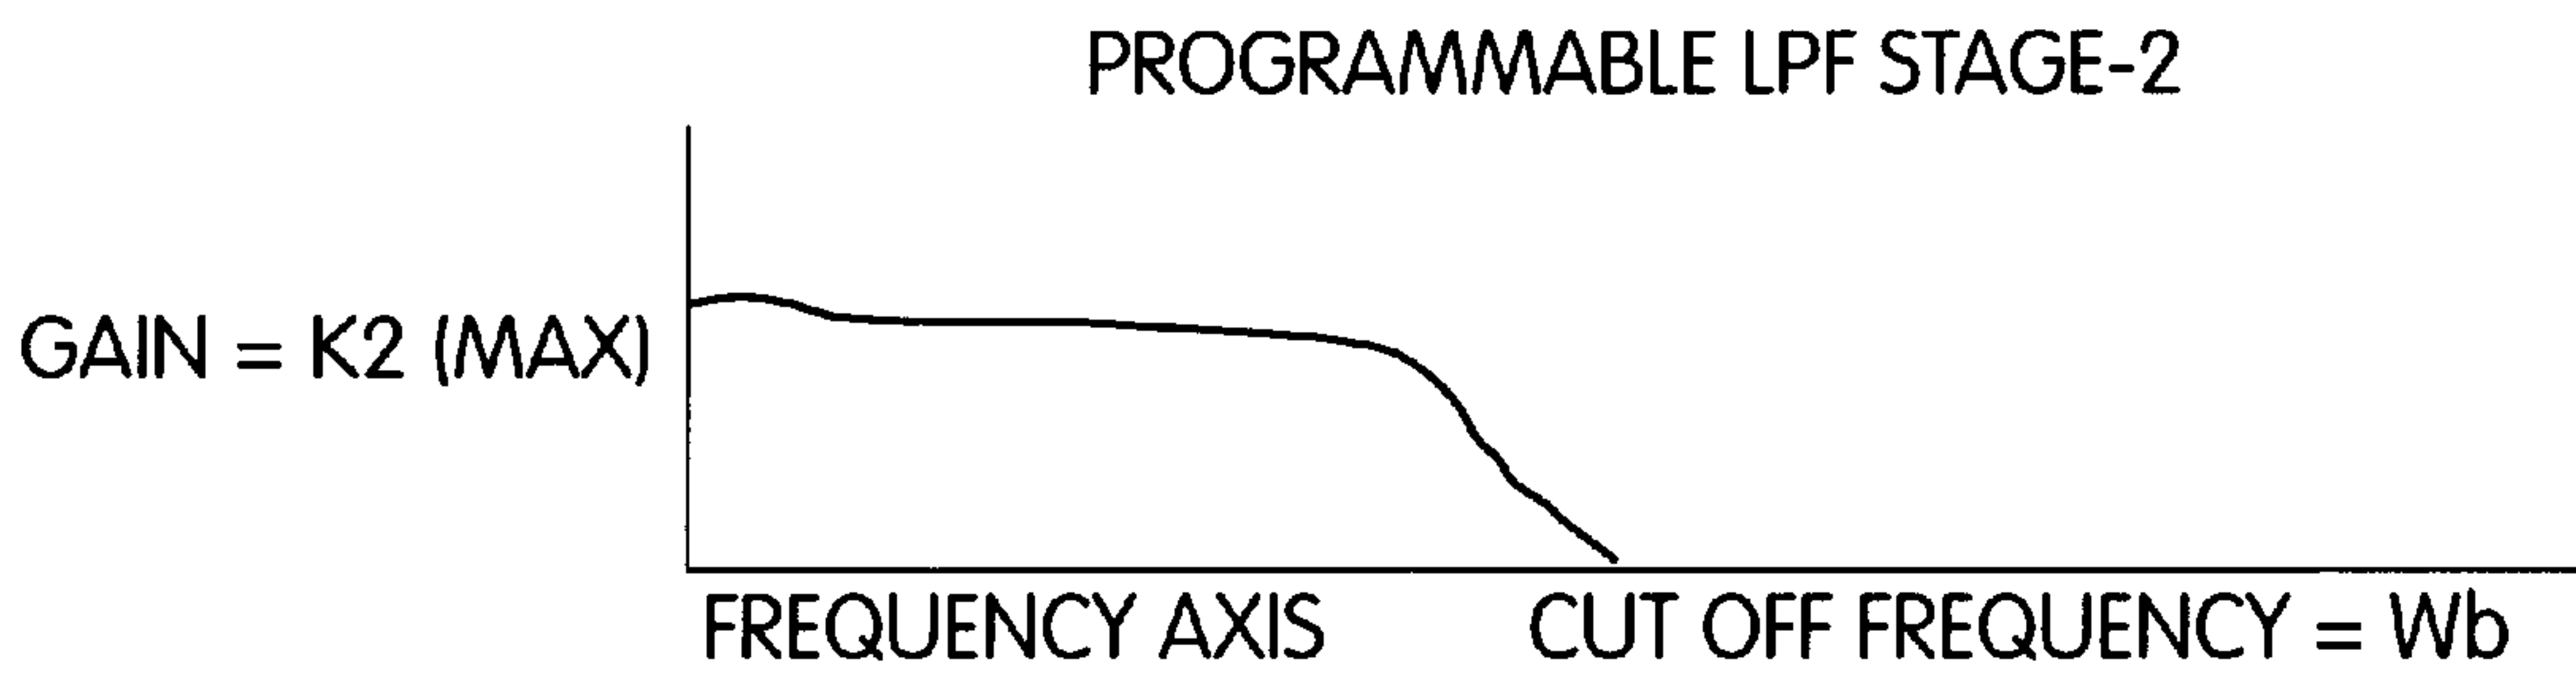 PROGRAMMABLE LPF STAGE-2
GAIN = K2 (MAX)
FREQUENCY AXIS
CUT OFF FREQUENCY = Wb